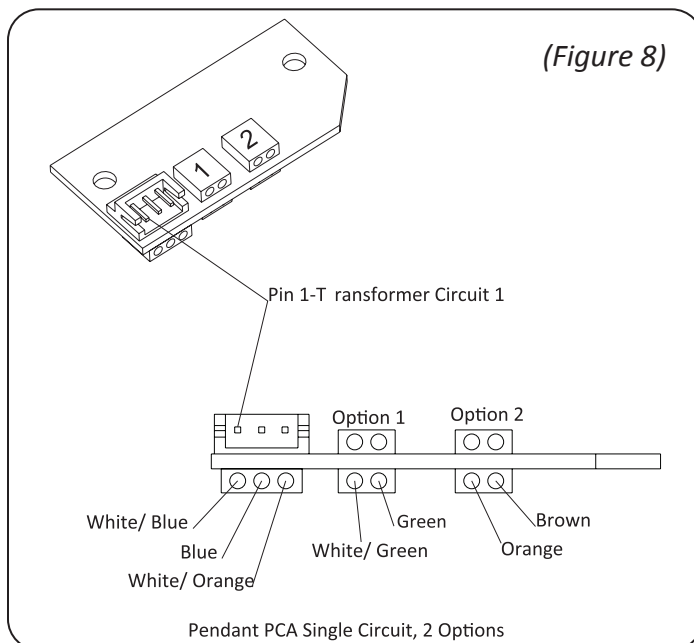 (Figure 8)
1
2
Pin 1-T ransformer Circuit 1
Option 1
Option 2
White/ Blue
Green
Brown
Blue
White/ Green
Orange
White/ Orange
Pendant PCA Single Circuit, 2 Options